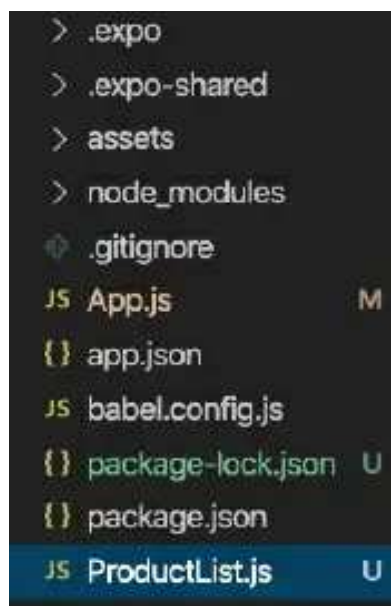 > .expo
> .expo-shared
> assets
> node_modules
.gitignore
JS App.js M
{} app.json
JS babel.config.js
{} package-lock.json U
{} package.json
JS ProductList.js U